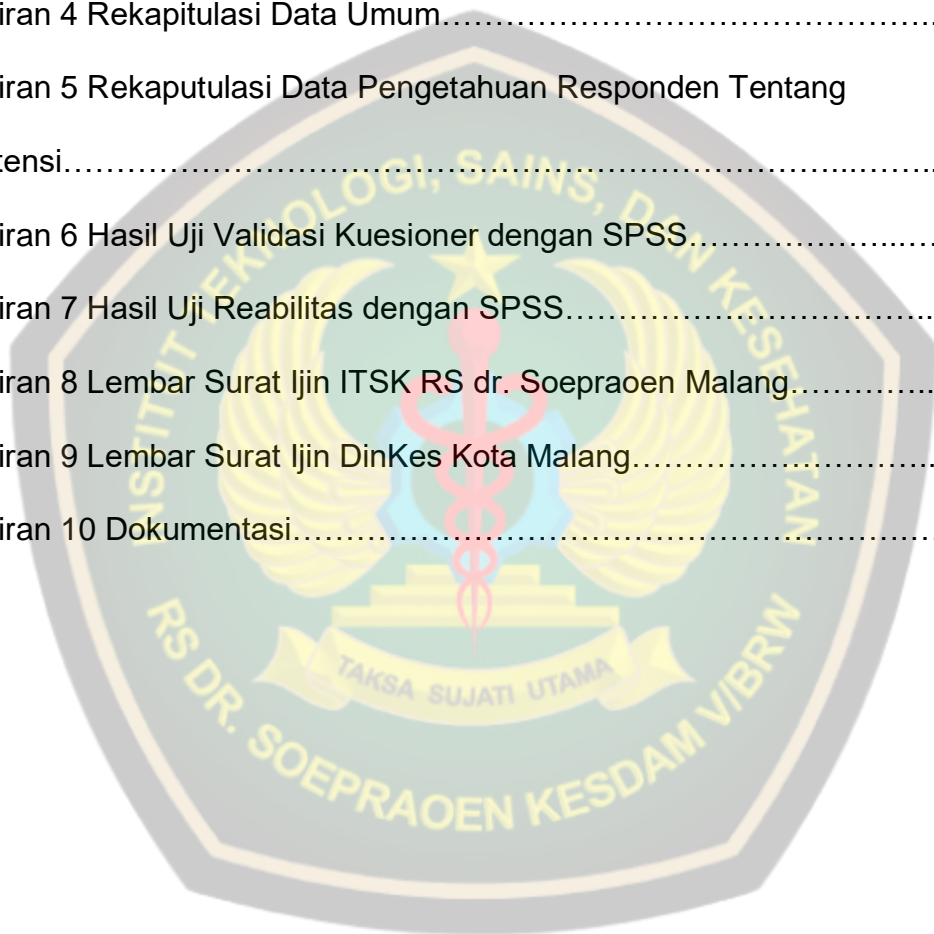 iran 4 Rekapitulasi Data Umum…………………………………………..
iran 5 Rekaputulasi Data Pengetahuan Responden Tentang
tensi…………………………………………………………………..……..
iran 6 Hasil Uji Validasi Kuesioner dengan SPSS………………...…
iran 7 Hasil Uji Reabilitas dengan SPSS……………………………..
iran 8 Lembar Surat Ijin ITSK RS dr. Soepraoen Malang…………...
iran 9 Lembar Surat Ijin DinKes Kota Malang………………………...
iran 10 Dokumentasi……………………………………………………….
INSTITUT TEKNOLOGI, SAINS, DAN KESEHATAN
TAKSA SUJATI UTAMA
RS DR. SOEPRAOEN KESDAM V/BRW